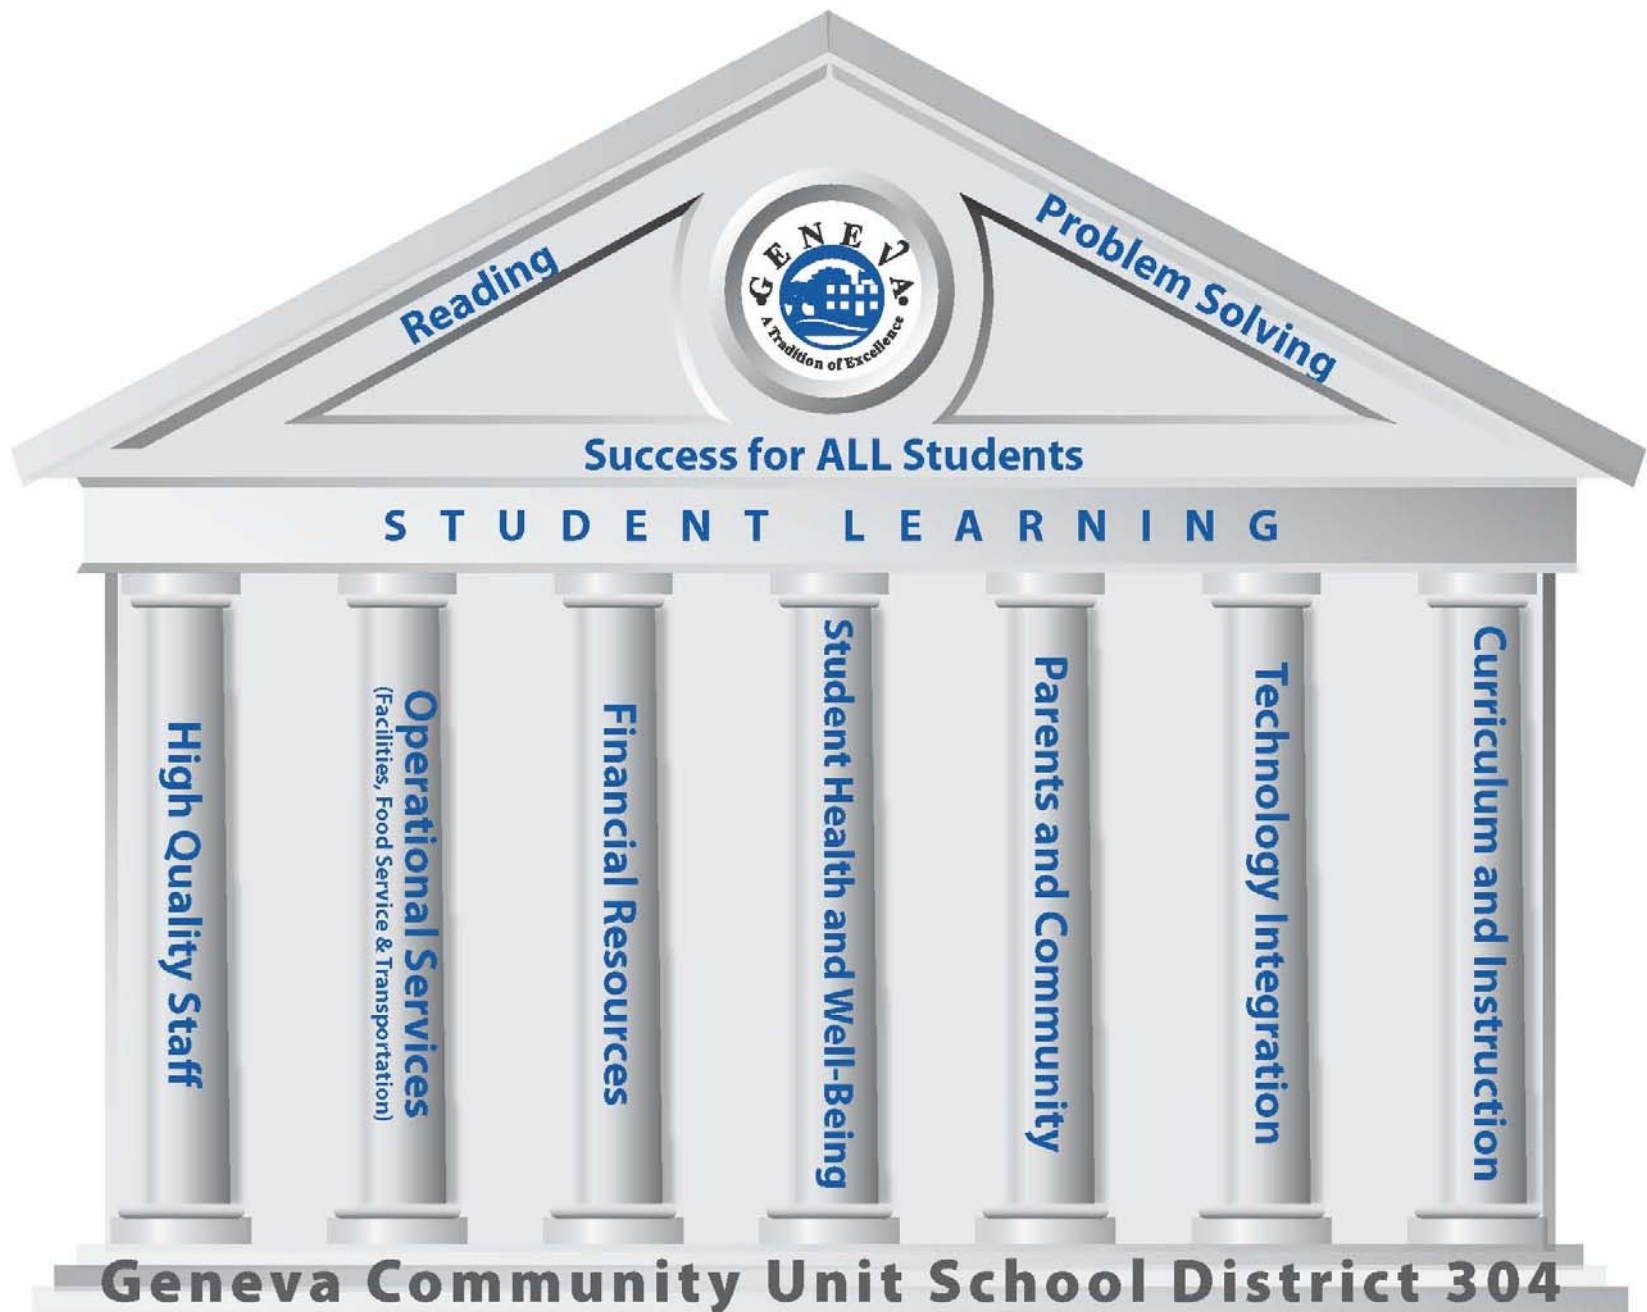 Reading
Problem Solving
GENEVA
A Tradition of Excellence
Success for ALL Students
STUDENT LEARNING
High Quality Staff
Operational Services
(Facilities, Food Service & Transportation)
Financial Resources
Student Health and Well-Being
Parents and Community
Technology Integration
Curriculum and Instruction
Geneva Community Unit School District 304